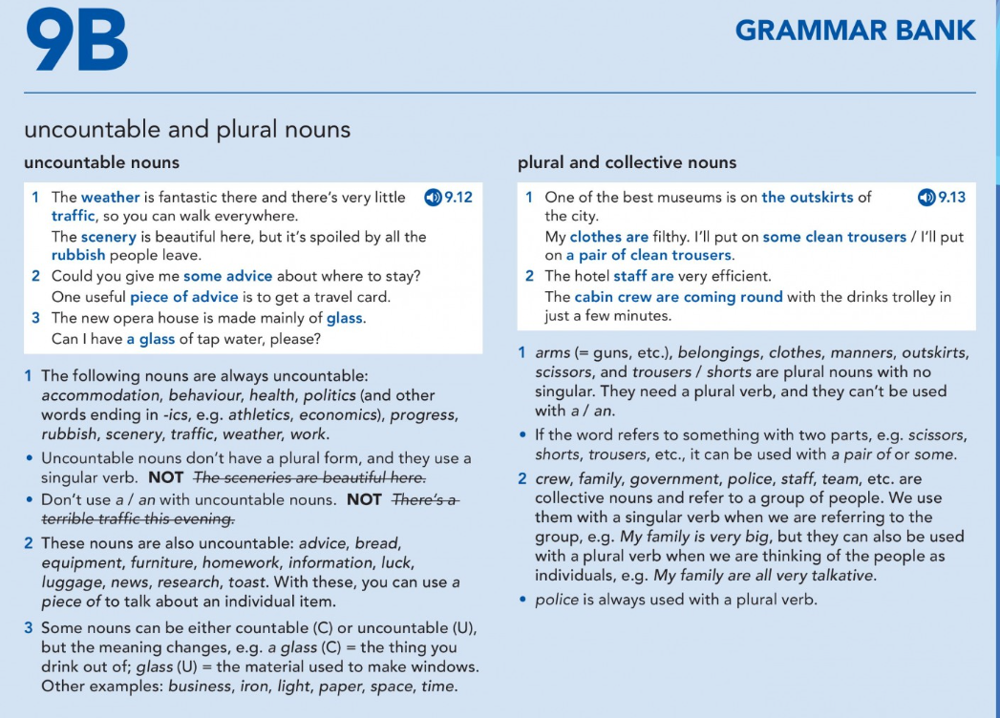 9B
GRAMMAR BANK
uncountable and plural nouns
uncountable nouns
1 The weather is fantastic there and there's very little 9.12
traffic, so you can walk everywhere.
The scenery is beautiful here, but it's spoiled by all the
rubbish people leave.
2 Could you give me some advice about where to stay?
One useful piece of advice is to get a travel card.
3 The new opera house is made mainly of glass.
Can I have a glass of tap water, please?
1 The following nouns are always uncountable:
accommodation, behaviour, health, politics (and other
words ending in -ics, e.g. athletics, economics), progress,
rubbish, scenery, traffic, weather, work.
• Uncountable nouns don't have a plural form, and they use a
singular verb. NOT The sceneries are beautiful here.
• Don't use a / an with uncountable nouns. NOT There's a
terrible traffic this evening.
2 These nouns are also uncountable: advice, bread,
equipment, furniture, homework, information, luck,
luggage, news, research, toast. With these, you can use a
piece of to talk about an individual item.
3 Some nouns can be either countable (C) or uncountable (U),
but the meaning changes, e.g. a glass (C) = the thing you
drink out of; glass (U) = the material used to make windows.
Other examples: business, iron, light, paper, space, time.
plural and collective nouns
1 One of the best museums is on the outskirts of 9.13
the city.
My clothes are filthy. I'll put on some clean trousers / I'll put
on a pair of clean trousers.
2 The hotel staff are very efficient.
The cabin crew are coming round with the drinks trolley in
just a few minutes.
1 arms (= guns, etc.), belongings, clothes, manners, outskirts,
scissors, and trousers / shorts are plural nouns with no
singular. They need a plural verb, and they can't be used
with a / an.
• If the word refers to something with two parts, e.g. scissors,
shorts, trousers, etc., it can be used with a pair of or some.
2 crew, family, government, police, staff, team, etc. are
collective nouns and refer to a group of people. We use
them with a singular verb when we are referring to the
group, e.g. My family is very big, but they can also be used
with a plural verb when we are thinking of the people as
individuals, e.g. My family are all very talkative.
• police is always used with a plural verb.